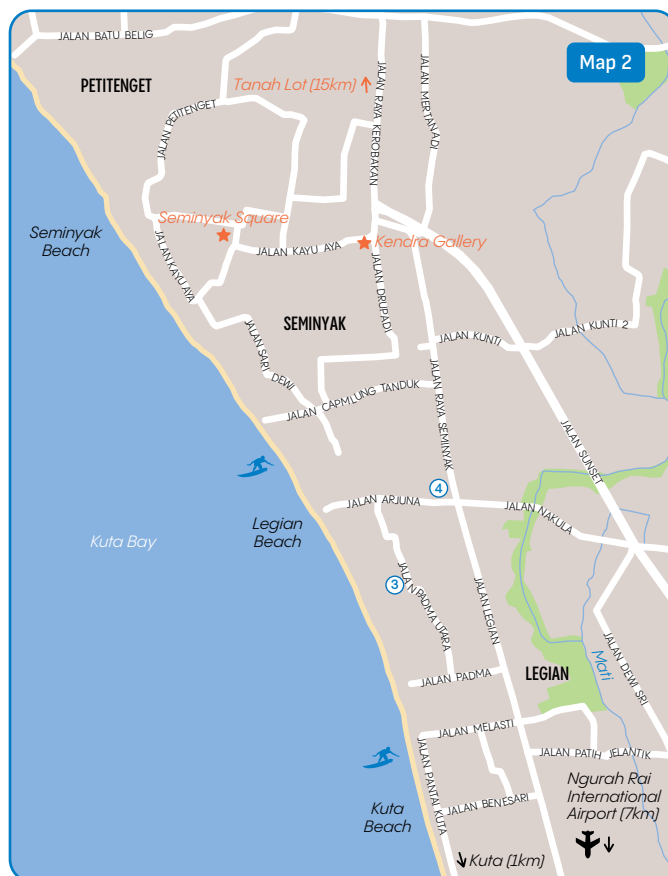 JALAN BATU BELIG
PETITENGET
Map 2
Tanah Lot (15km)
JALAN RAYA KEROBAKAN
JALAN MERTANADI
JALAN PETITENGET
Seminyak
Beach
Seminyak Square
JALAN KAYU AYA
JALAN KAYU AYA
Kendra Gallery
JALAN DRUPADI
SEMINYAK
JALAN SARI DEWI
JALAN KUNTI
JALAN KUNTI 2
JALAN CAPMLUNG TANDUK
JALAN RAYA SEMINYAK
JALAN SUNSET
4
JALAN ARJUNA
JALAN NAKULA
Legian
Beach
Kuta Bay
3
JALAN PADMA UTARA
JALAN LEGIAN
Mati
JALAN DEWI SRI
JALAN PADMA
LEGIAN
JALAN MELASTI
JALAN PANTAI KUTA
JALAN PATIH JELANTIK
Kuta
Beach
JALAN BENESARI
Ngurah Rai
International
Airport (7km)
Kuta (1km)